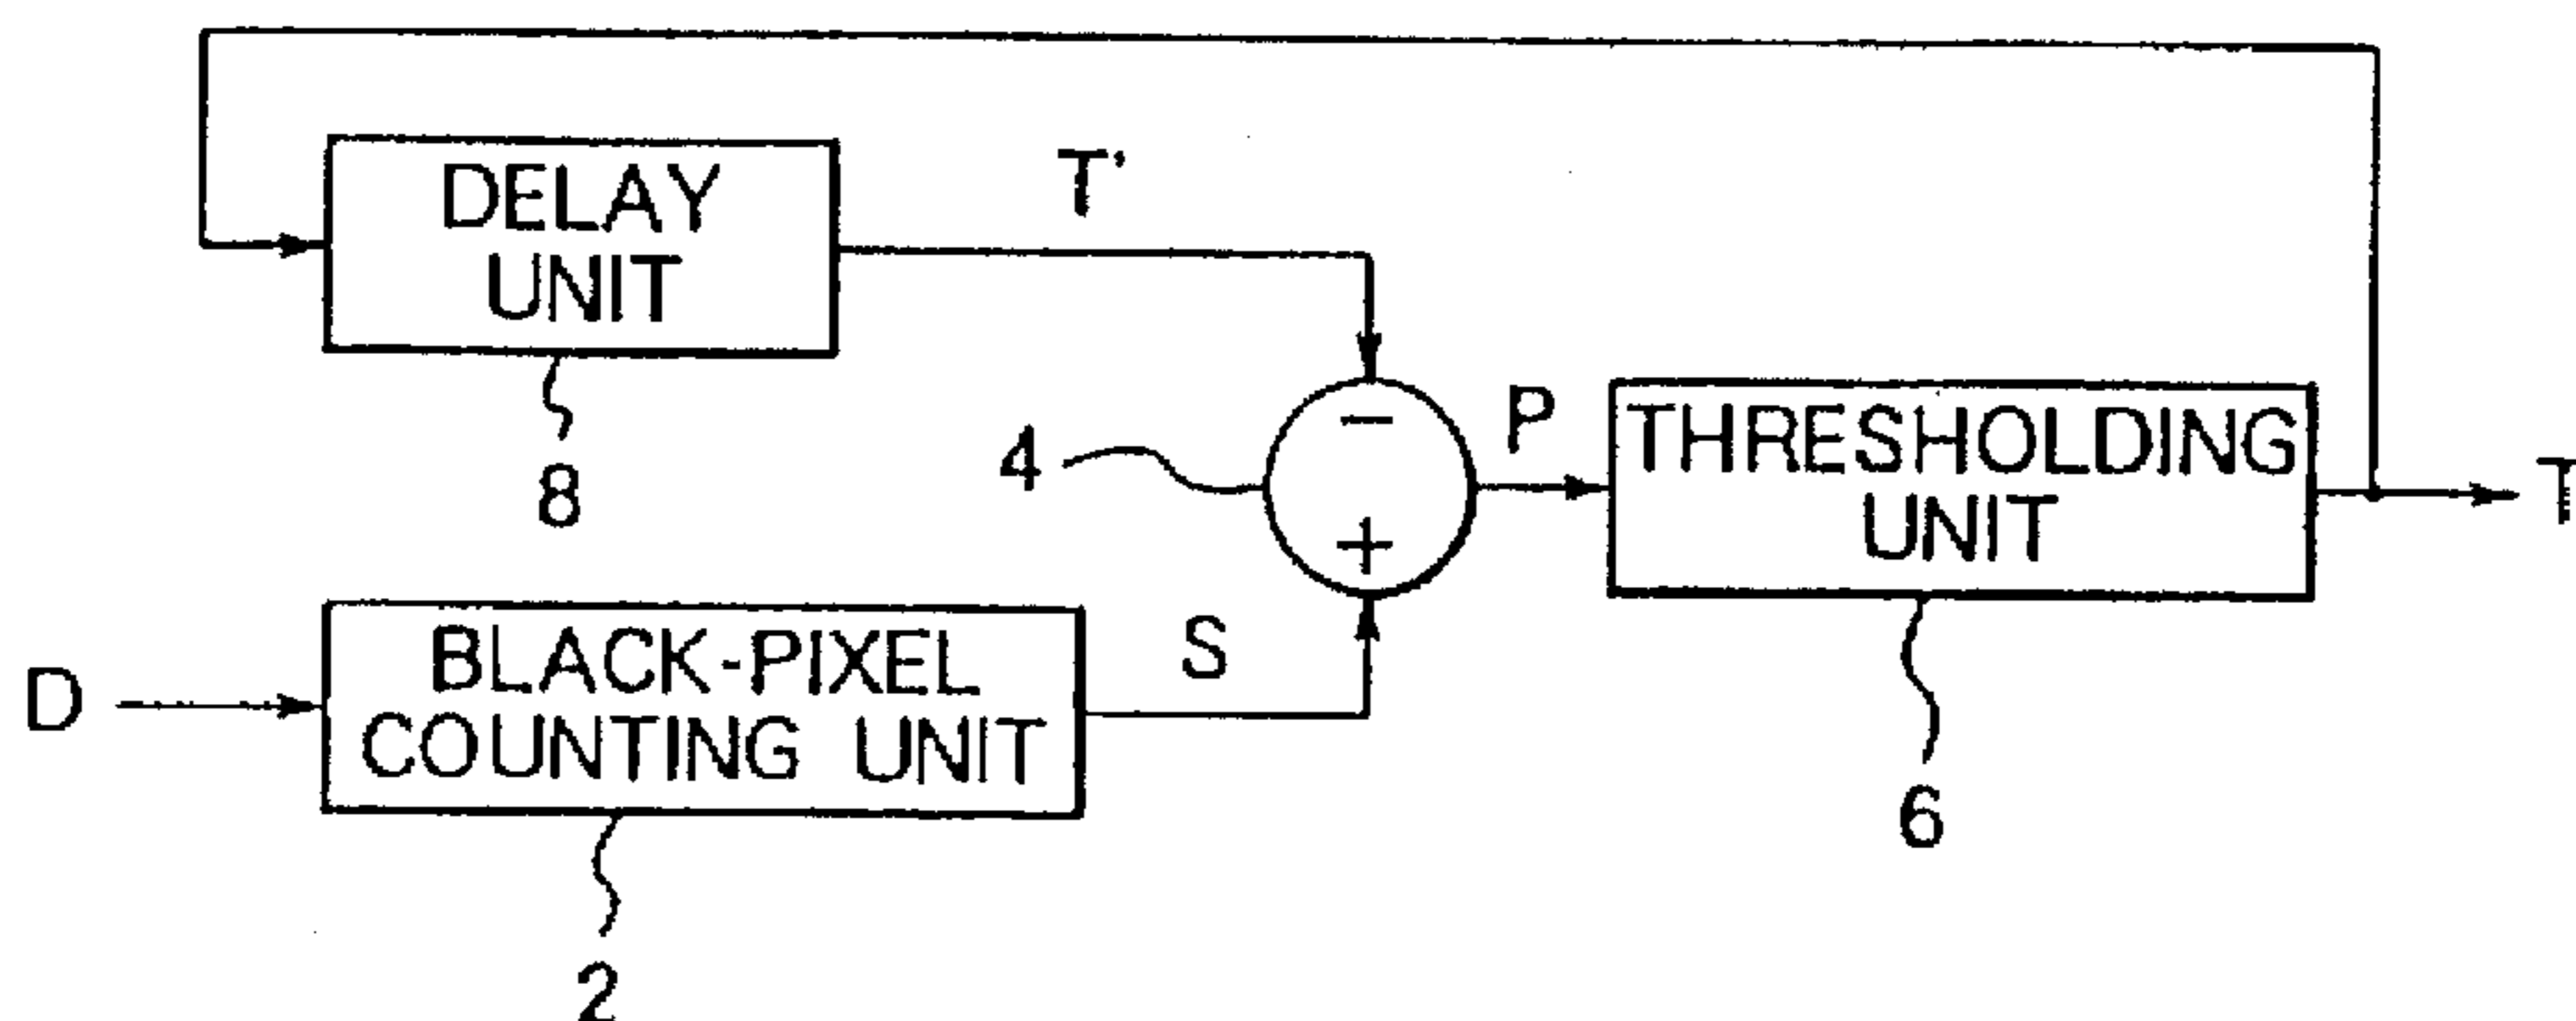 DELAY
UNIT
T'
8
4
−
+
P
THRESHOLDING
UNIT
T
6
D
BLACK-PIXEL
COUNTING UNIT
S
2